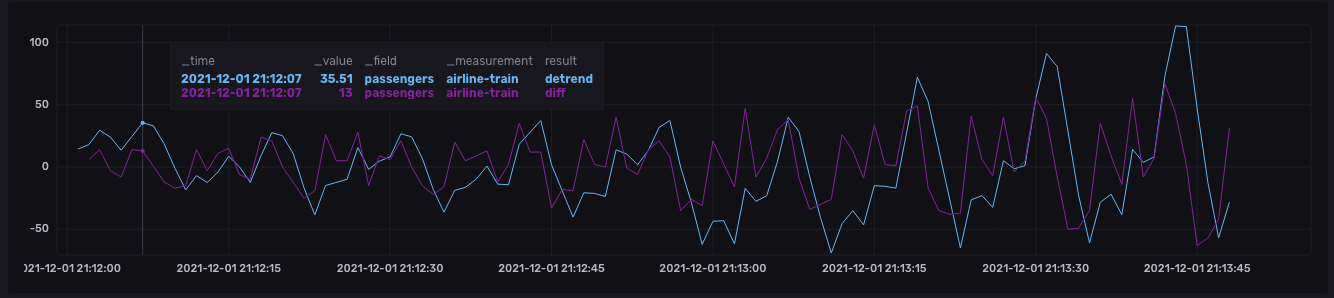 100
_time _value _field _measurement result
2021-12-01 21:12:07 35.51 passengers airline-train detrend
2021-12-01 21:12:07 13 passengers airline-train diff
50
0
-50
21-12-01 21:12:00 2021-12-01 21:12:15 2021-12-01 21:12:30 2021-12-01 21:12:45 2021-12-01 21:13:00 2021-12-01 21:13:15 2021-12-01 21:13:30 2021-12-01 21:13:45